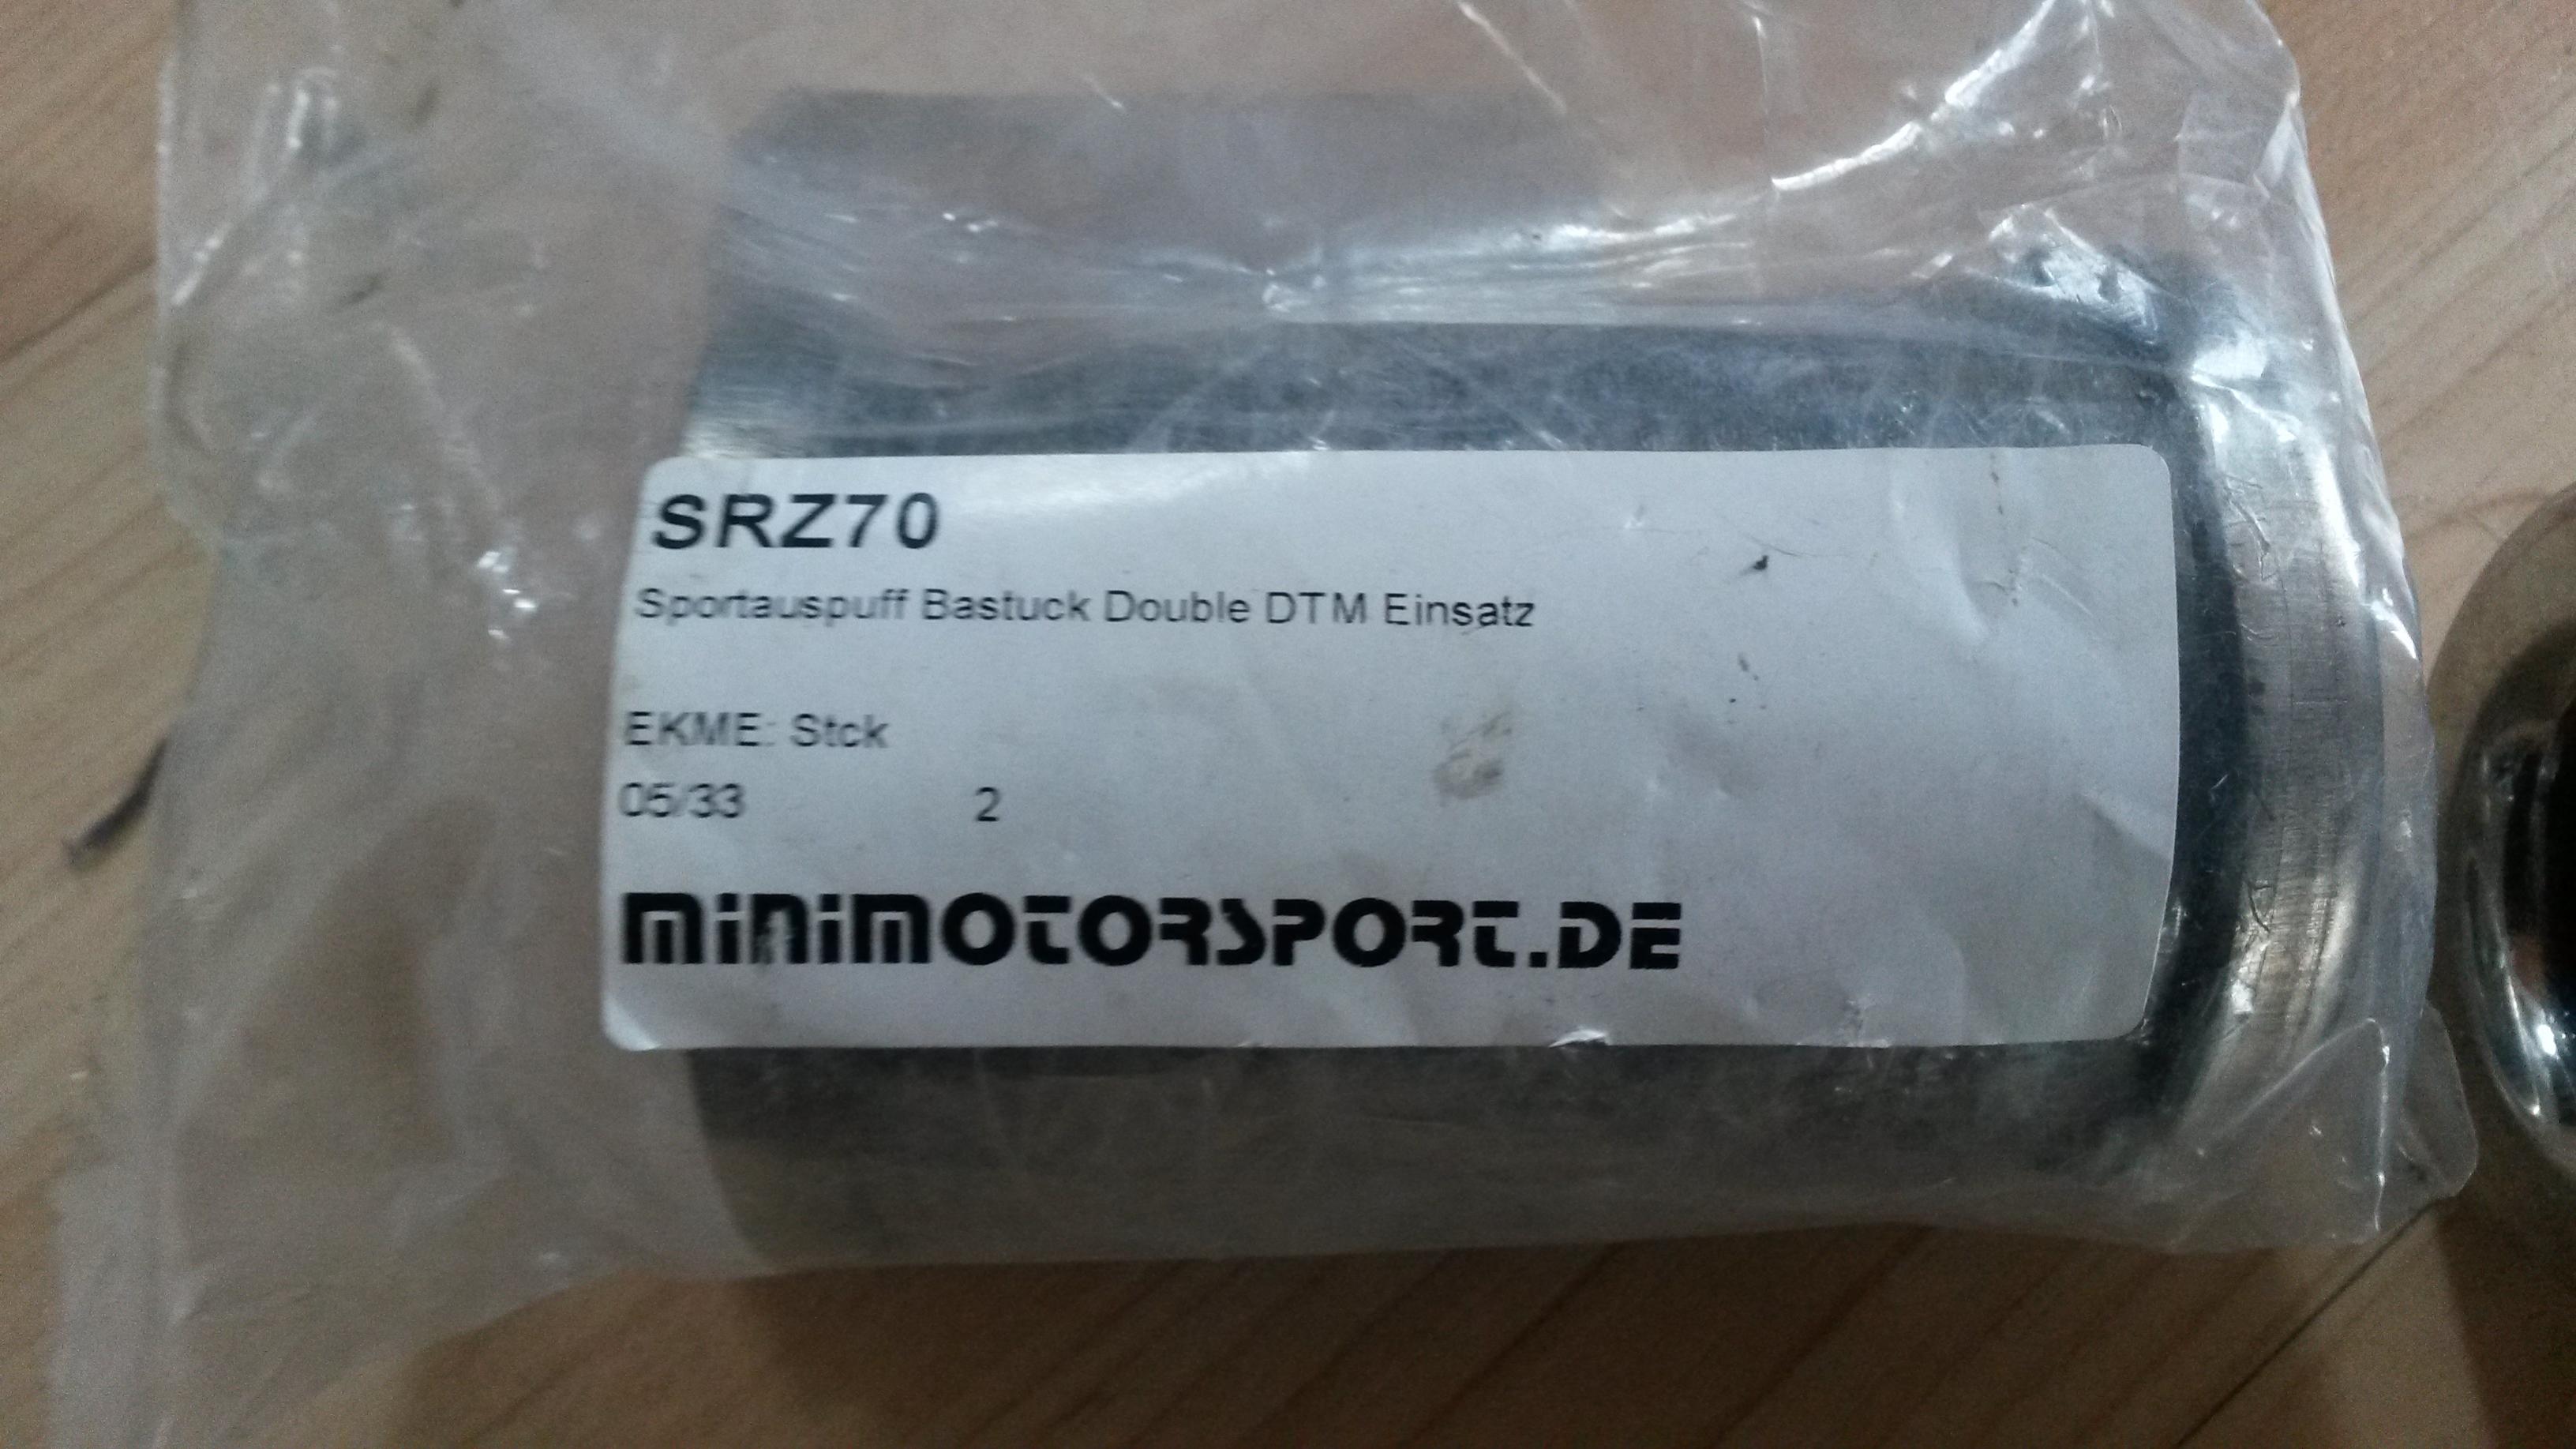 SRZ70
Sportauspuff Bastuck Double DTM Einsatz
EKME: Stck
05/33 2
miniMOTORSPORT.DE